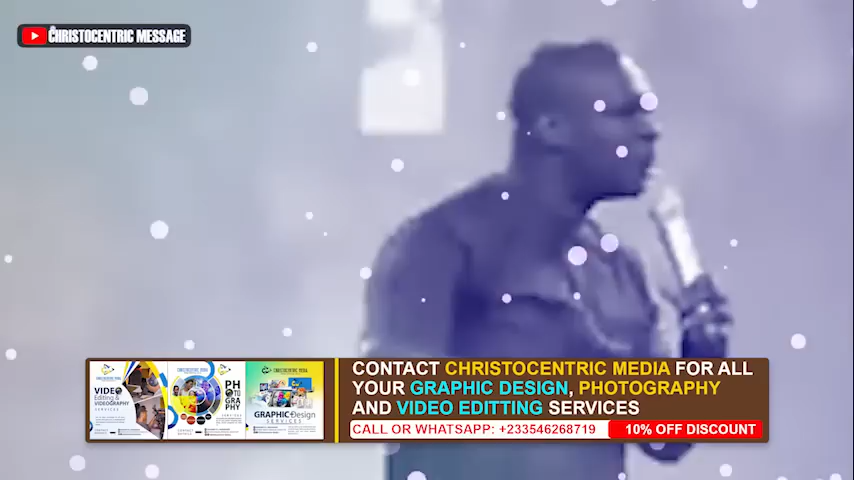 CHRISTOCENTRIC MESSAGE
CONTACT CHRISTOCENTRIC MEDIA FOR ALL
YOUR GRAPHIC DESIGN, PHOTOGRAPHY
AND VIDEO EDITTING SERVICES
CALL OR WHATSAPP: +233546268719
10% OFF DISCOUNT
VIDEO
Editing &
VIDEOGRAPHY
SERVICES
PH
TO
GRA
PHY
GRAPHIC Design
SERVICES